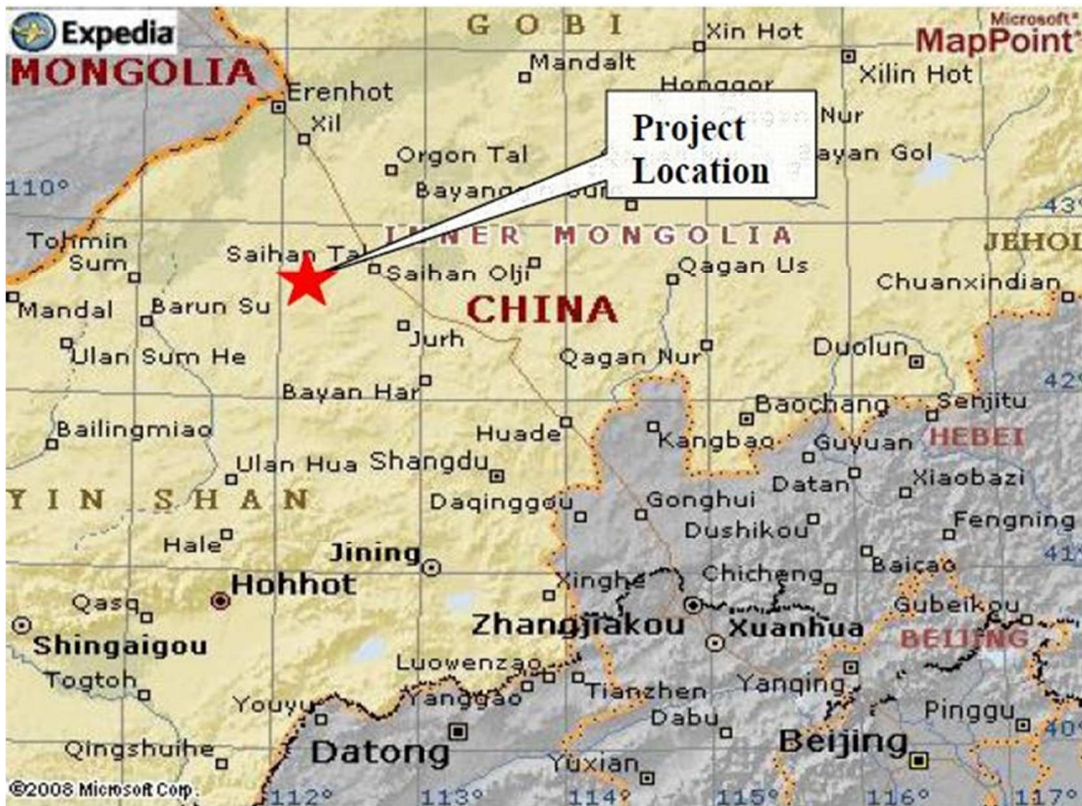 Expedia
Microsoft
MapPoint
MONGOLIA
GOBI
Xin Hot
Mandalt
Xilin Hot
Honggor
Erenhot
Xil
Project
Location
Nur
Orgon Tal
Bayan Gol
110°
43°
INNER MONGOLIA
JEHOL
Tohmin
Sum
Saihan Tal
Saihan Olji
Qagan Us
Chuanxindian
Mandal
Barun Su
CHINA
Jurh
Ulan Sum He
Qagan Nur
Duolun
Bayan Har
42°
Baochang
Senjitu
Bailingmiao
Huade
Kangbao
Guyuan
HEBEI
Ulan Hua
Shangdu
Datan
Xiaobazi
YIN SHAN
Daqinggou
Gonghui
Dushikou
Fengning
Hale
Jining
41°
Baicao
Hohhot
Xinghe
Chicheng
Qasq
Zhangjiakou
Xuanhua
Gubeikou
BEIJING
Shingaigou
Luowenzao
Togtoh
Yanggao
Tianzhen
Yanqing
Youyu
Dabu
Pinggu
Qingshuihe
Datong
Beijing
40°
Yuxian
©2008 Microsoft Corp.
112°
113°
114°
115°
116°
117°